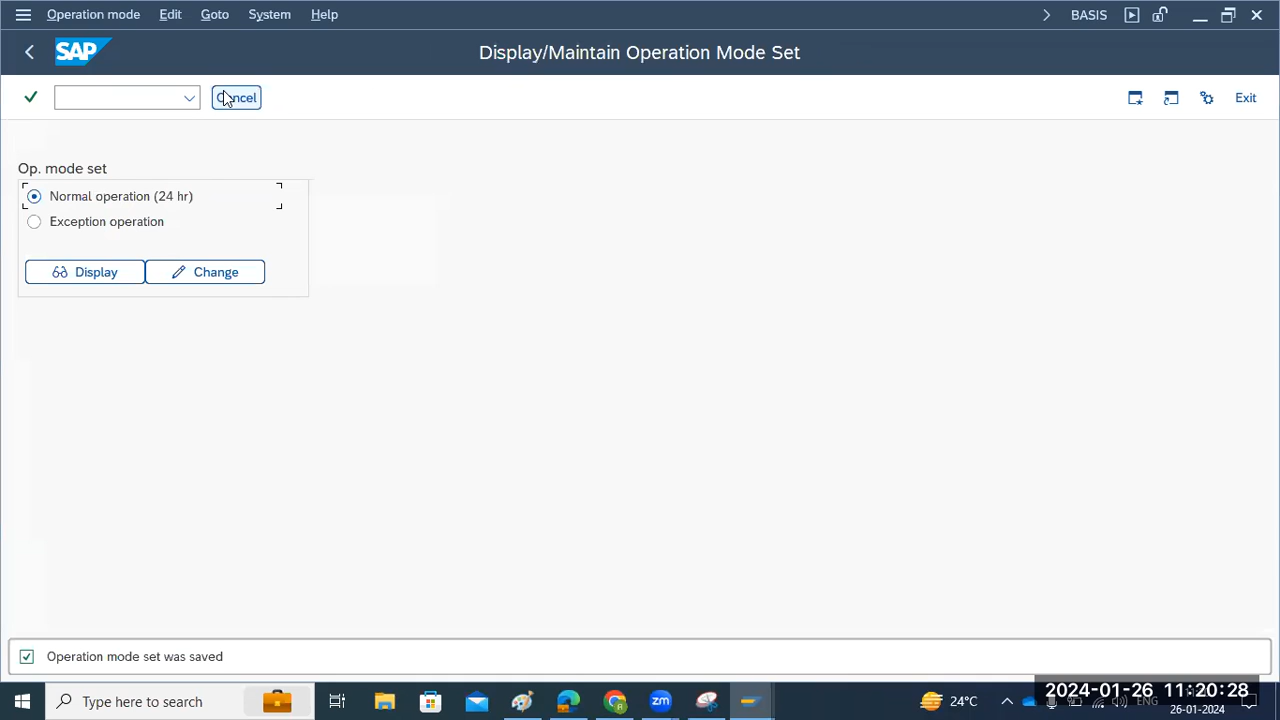 Operation mode Edit Goto System Help BASIS
SAP Display/Maintain Operation Mode Set
Cancel Exit
Op. mode set
Normal operation (24 hr)
Exception operation
Display Change
Operation mode set was saved
Type here to search 24°C ENG
2024-01-26 11:20:28
26-01-2024